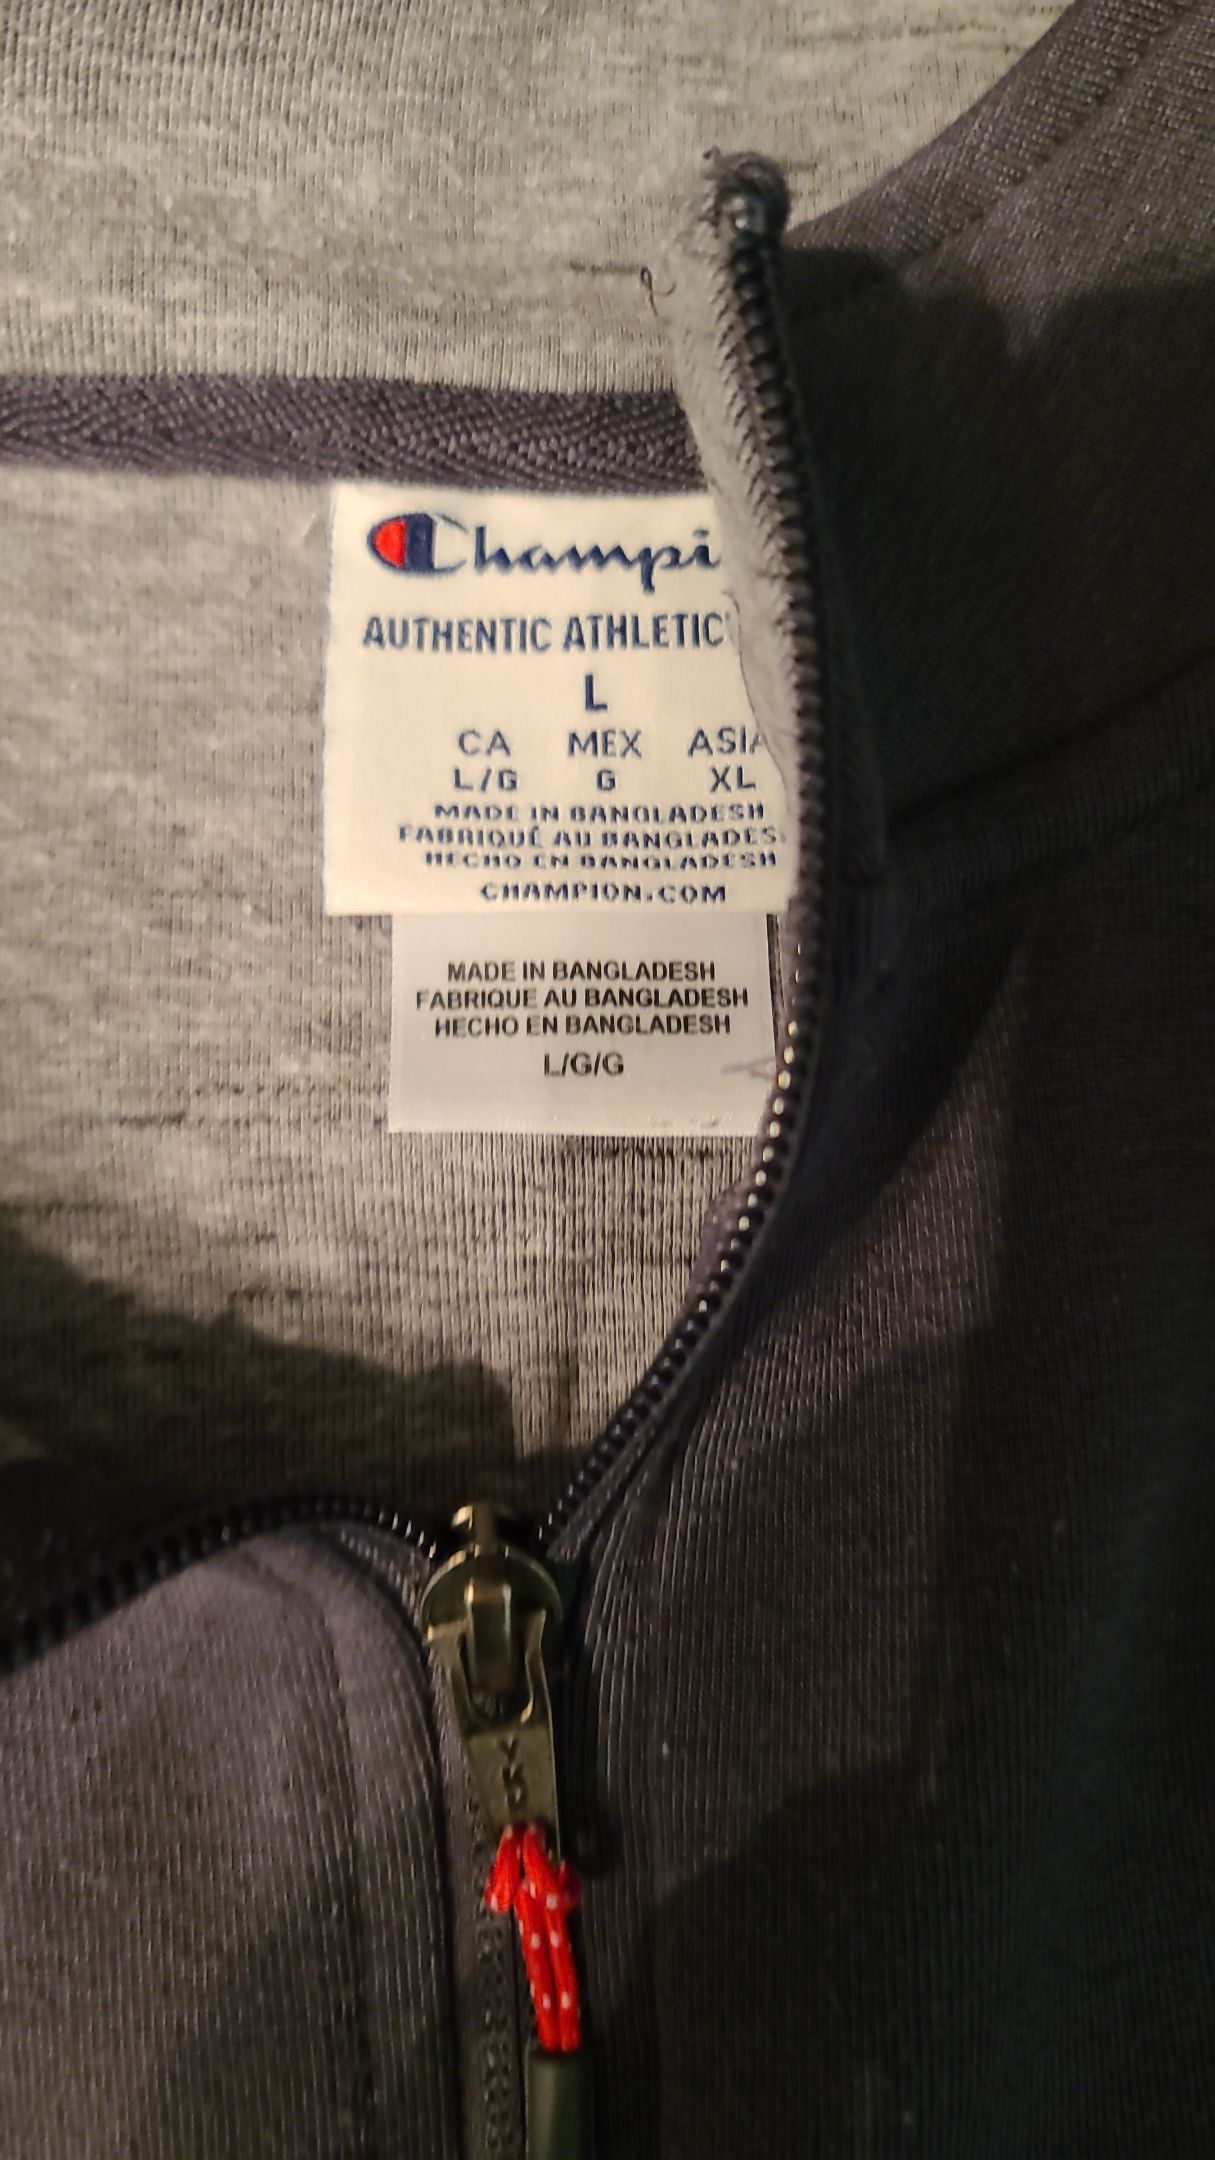 Champi
AUTHENTIC ATHLETIC
L
CA MEX ASIA
L/G G XL
MADE IN BANGLADESH
FABRIQUÉ AU BANGLADES
HECHO EN BANGLADESH
CHAMPION.COM
MADE IN BANGLADESH
FABRIQUE AU BANGLADESH
HECHO EN BANGLADESH
L/G/G